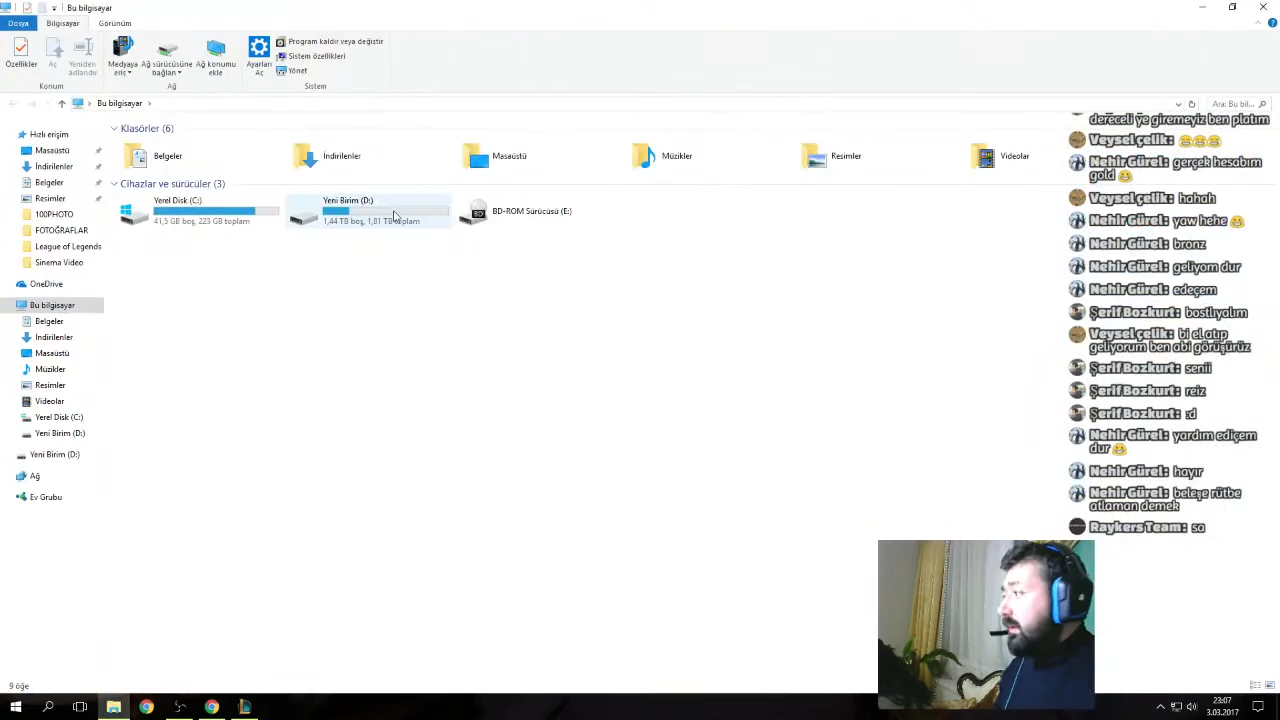 Bu bilgisayar
Dosya
Bilgisayar
Görünüm
Özellikler
Aç
Yeniden
adlandır
Konum
Medyaya
eriş
Ağ sürücüsüne
bağlan
Ağ konumu
ekle
Ağ
Ayarları
Aç
Program kaldır veya değiştir
Sistem özellikleri
Yönet
Sistem
Bu bilgisayar
Ara: Bu bil...
Hızlı erişim
Masaüstü
İndirilenler
Belgeler
Resimler
100PHOTO
FOTOĞRAFLAR
League of Legends
Sinema Video
OneDrive
Bu bilgisayar
Belgeler
İndirilenler
Masaüstü
Müzikler
Resimler
Videolar
Yerel Disk (C:)
Yeni Birim (D:)
Yeni Birim (D:)
Ağ
Ev Grubu
Klasörler (6)
Belgeler
İndirilenler
Masaüstü
Müzikler
Resimler
Videolar
Cihazlar ve sürücüler (3)
Yerel Disk (C:)
41,5 GB boş, 223 GB toplam
Yeni Birim (D:)
1,44 TB boş, 1,81 TB toplam
BD-ROM Sürücüsü (E:)
BD
dereceli ye giremeyiz ben platim
Veysel çelik: 😂😂😂
Nehir Gürel: gerçek hesabım
gold 😁
Veysel çelik: hahah
Nehir Gürel: yaw hehe 😁
Nehir Gürel: bronz
Nehir Gürel: geliyom dur
Nehir Gürel: edeçem
Şerif Bozkurt: bostlıyalım
Veysel çelik: bi el atıp
geliyorum ben abi görüşürüz
Şerif Bozkurt: senii
Şerif Bozkurt: reiz
Şerif Bozkurt: :d
Nehir Gürel: yardım ediçem
dur 😁
Nehir Gürel: hayır
Nehir Gürel: beleşe rütbe
atlaman demek
Raykers Team: sa
9 öğe
23:07
3.03.2017